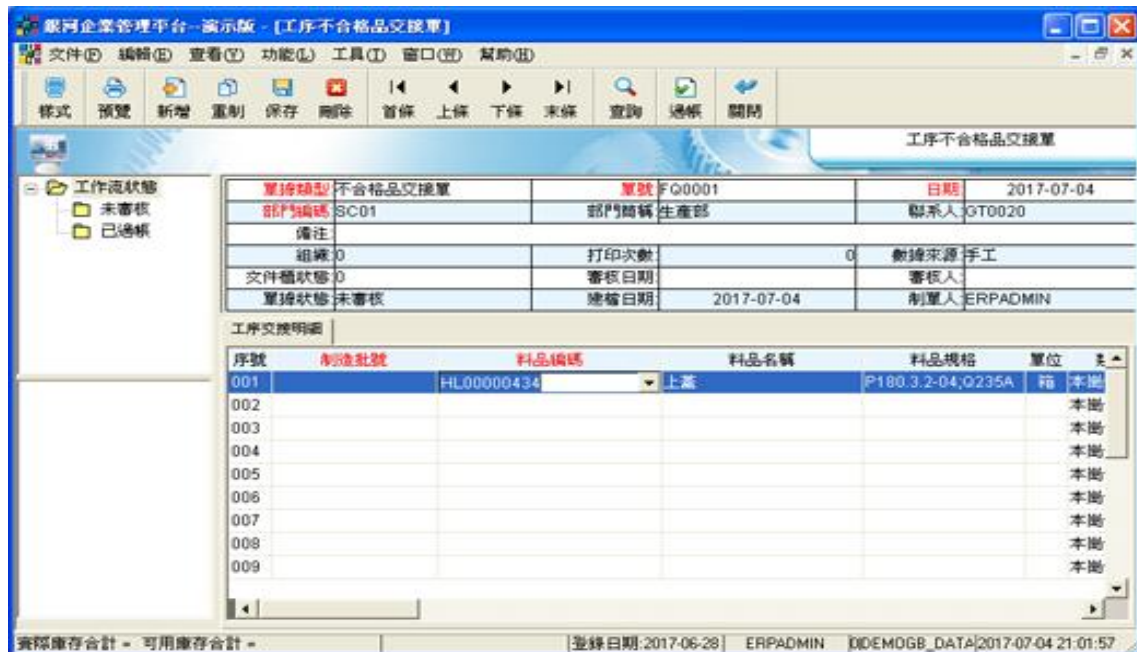 銀河企業管理平台--演示版 - [工序不合格品交接單]
文件(F) 編輯(E) 查看(Y) 功能(L) 工具(T) 窗口(W) 幫助(H)
樣式 預覽 新增 重制 保存 刪除 首條 上條 下條 末條 查詢 過帳 關閉
工序不合格品交接單
工作流狀態
未審核
已過帳
單據類型 不合格品交接單 單號 FQ0001 日期 2017-07-04
部門編碼 SC01 部門簡稱 生產部 聯系人 GT0020
備注
組織 0 打印次數 0 數據來源 手工
文件櫃狀態 0 審核日期 審核人
單據狀態 未審核 建檔日期 2017-07-04 制單人 ERPADMIN
工序交接明細
序號 制造批號 料品編碼 料品名稱 料品規格 單位
001 HL00000434 上蓋 P180.3.2-04;Q235A 箱 本
002 本
003 本
004 本
005 本
006 本
007 本
008 本
009 本
實際庫存合計 = 可用庫存合計 = 登錄日期:2017-06-28 ERPADMIN DEMOGB_DATA 2017-07-04 21:01:57